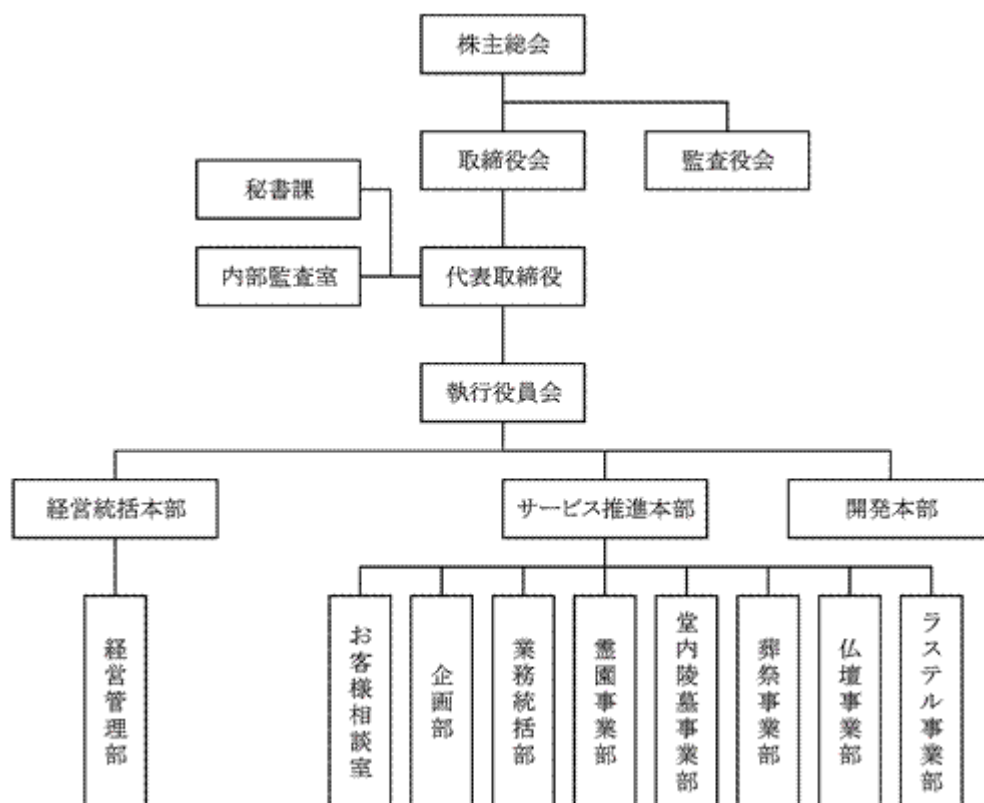 株主総会
取締役会
監査役会
秘書課
内部監査室
代表取締役
執行役員会
経営統括本部
サービス推進本部
開発本部
経営管理部
お客様相談室
企画部
業務統括部
霊園事業部
堂内陵墓事業部
葬祭事業部
仏壇事業部
ラステル事業部